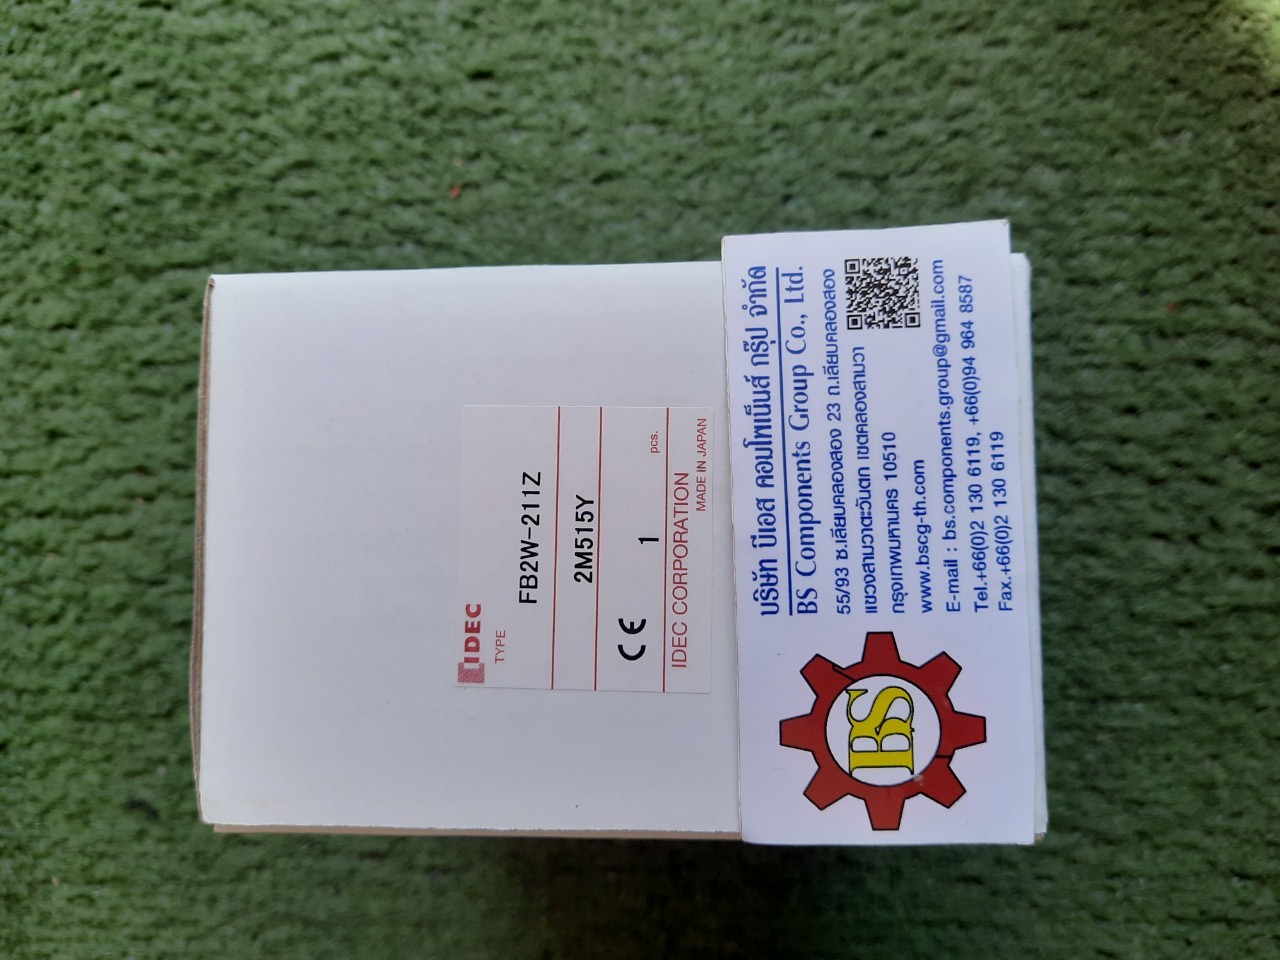 IDEC
TYPE
FB2W-211Z
2M515Y
CE 1 pcs.
IDEC CORPORATION
MADE IN JAPAN
บริษัท บีเอส คอมโพเน็นส์ กรุ๊ป จำกัด
BS Components Group Co., Ltd.
55/93 ซ.เลียบคลองสอง 23 ถ.เลียบคลองสอง
แขวงสามวาตะวันตก เขตคลองสามวา
กรุงเทพมหานคร 10510
www.bscg-th.com
E-mail : bs.components.group@gmail.com
Tel.+66(0)2 130 6119, +66(0)94 964 8587
Fax.+66(0)2 130 6119
BS